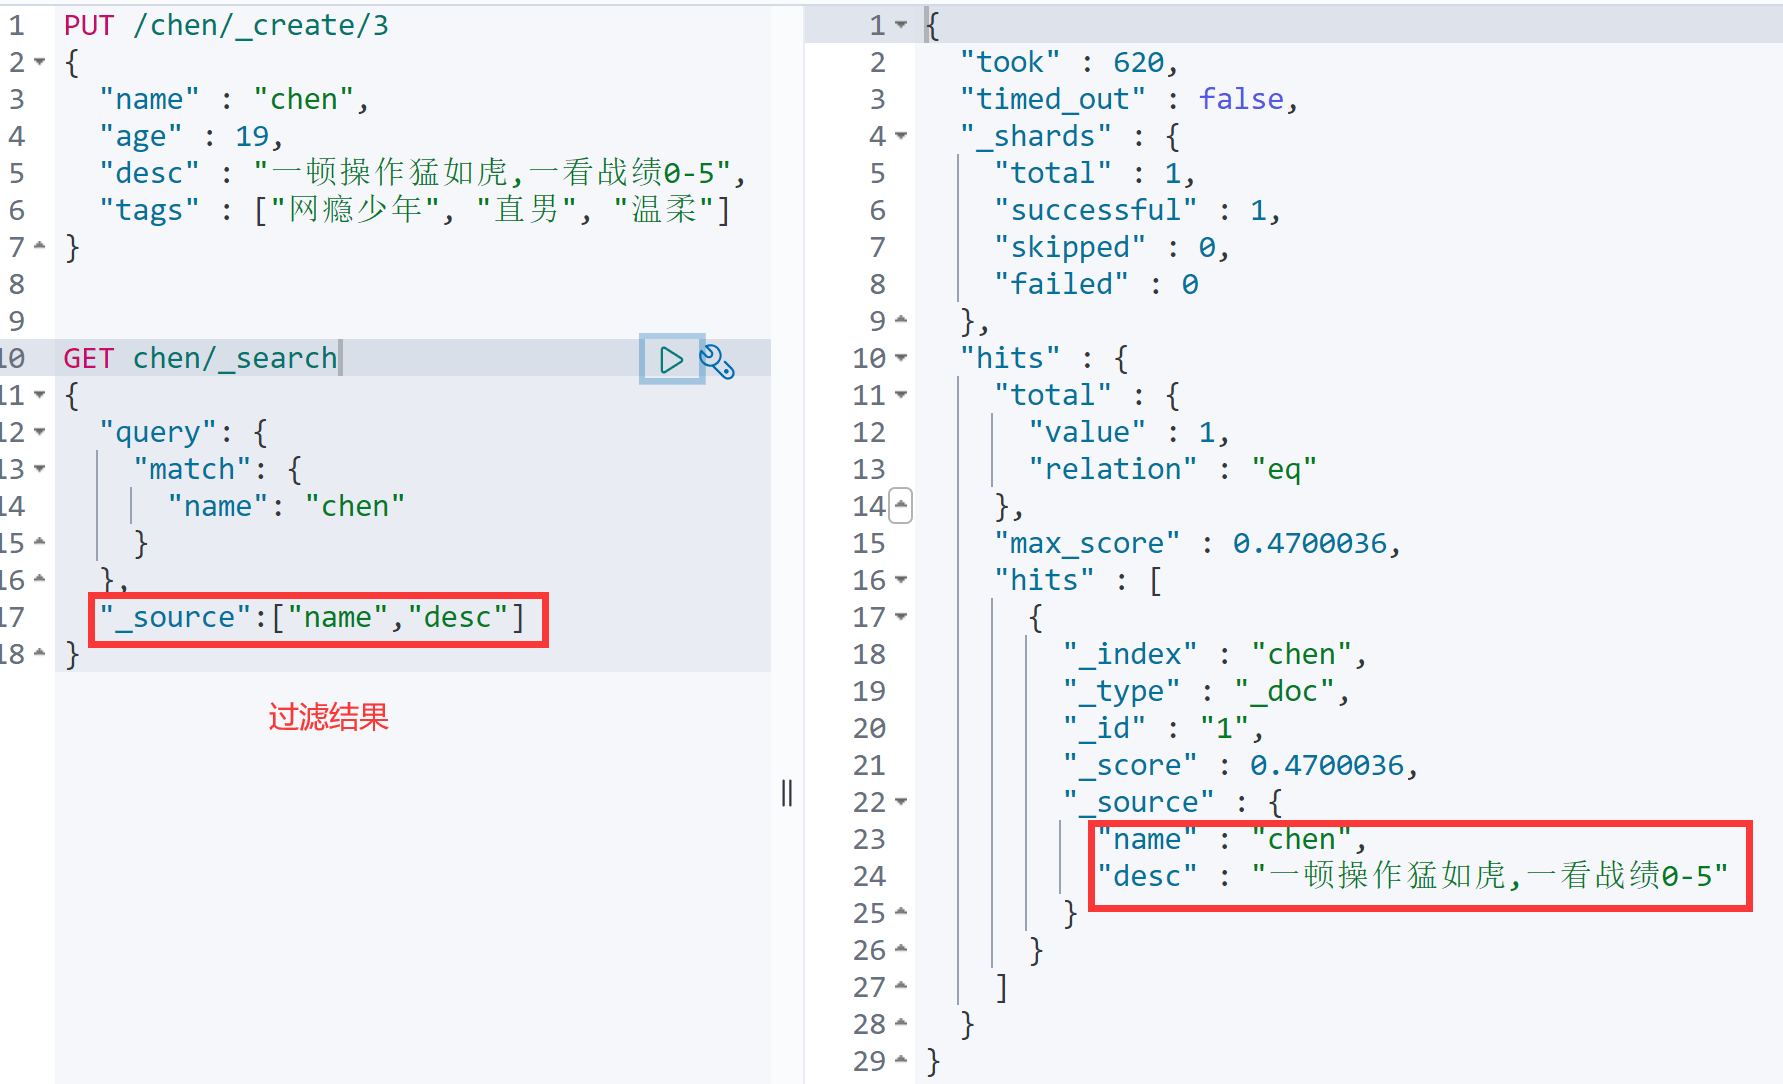 1 PUT /chen/_create/3
2 {
3 "name" : "chen",
4 "age" : 19,
5 "desc" : "一顿操作猛如虎,一看战绩0-5",
6 "tags" : ["网瘾少年", "直男", "温柔"]
7 }
8
9
10 GET chen/_search
11 {
12 "query": {
13 "match": {
14 "name": "chen"
15 }
16 },
17 "_source":["name","desc"]
18 }
过滤结果
1 {
2 "took" : 620,
3 "timed_out" : false,
4 "_shards" : {
5 "total" : 1,
6 "successful" : 1,
7 "skipped" : 0,
8 "failed" : 0
9 },
10 "hits" : {
11 "total" : {
12 "value" : 1,
13 "relation" : "eq"
14 },
15 "max_score" : 0.4700036,
16 "hits" : [
17 {
18 "_index" : "chen",
19 "_type" : "_doc",
20 "_id" : "1",
21 "_score" : 0.4700036,
22 "_source" : {
23 "name" : "chen",
24 "desc" : "一顿操作猛如虎,一看战绩0-5"
25 }
26 }
27 ]
28 }
29 }